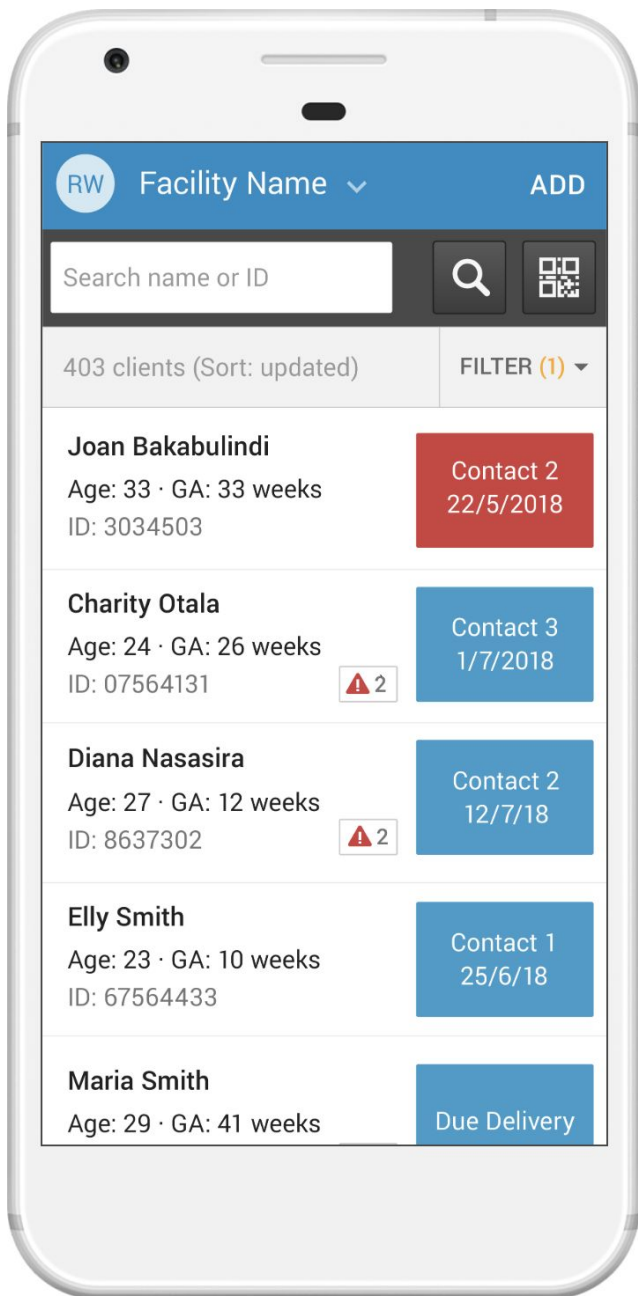 RW Facility Name ADD
Search name or ID
403 clients (Sort: updated) FILTER (1)
Joan Bakabulindi
Age: 33 · GA: 33 weeks
ID: 3034503
Contact 2
22/5/2018
Charity Otala
Age: 24 · GA: 26 weeks
ID: 07564131
2
Contact 3
1/7/2018
Diana Nasasira
Age: 27 · GA: 12 weeks
ID: 8637302
2
Contact 2
12/7/18
Elly Smith
Age: 23 · GA: 10 weeks
ID: 67564433
Contact 1
25/6/18
Maria Smith
Age: 29 · GA: 41 weeks
Due Delivery